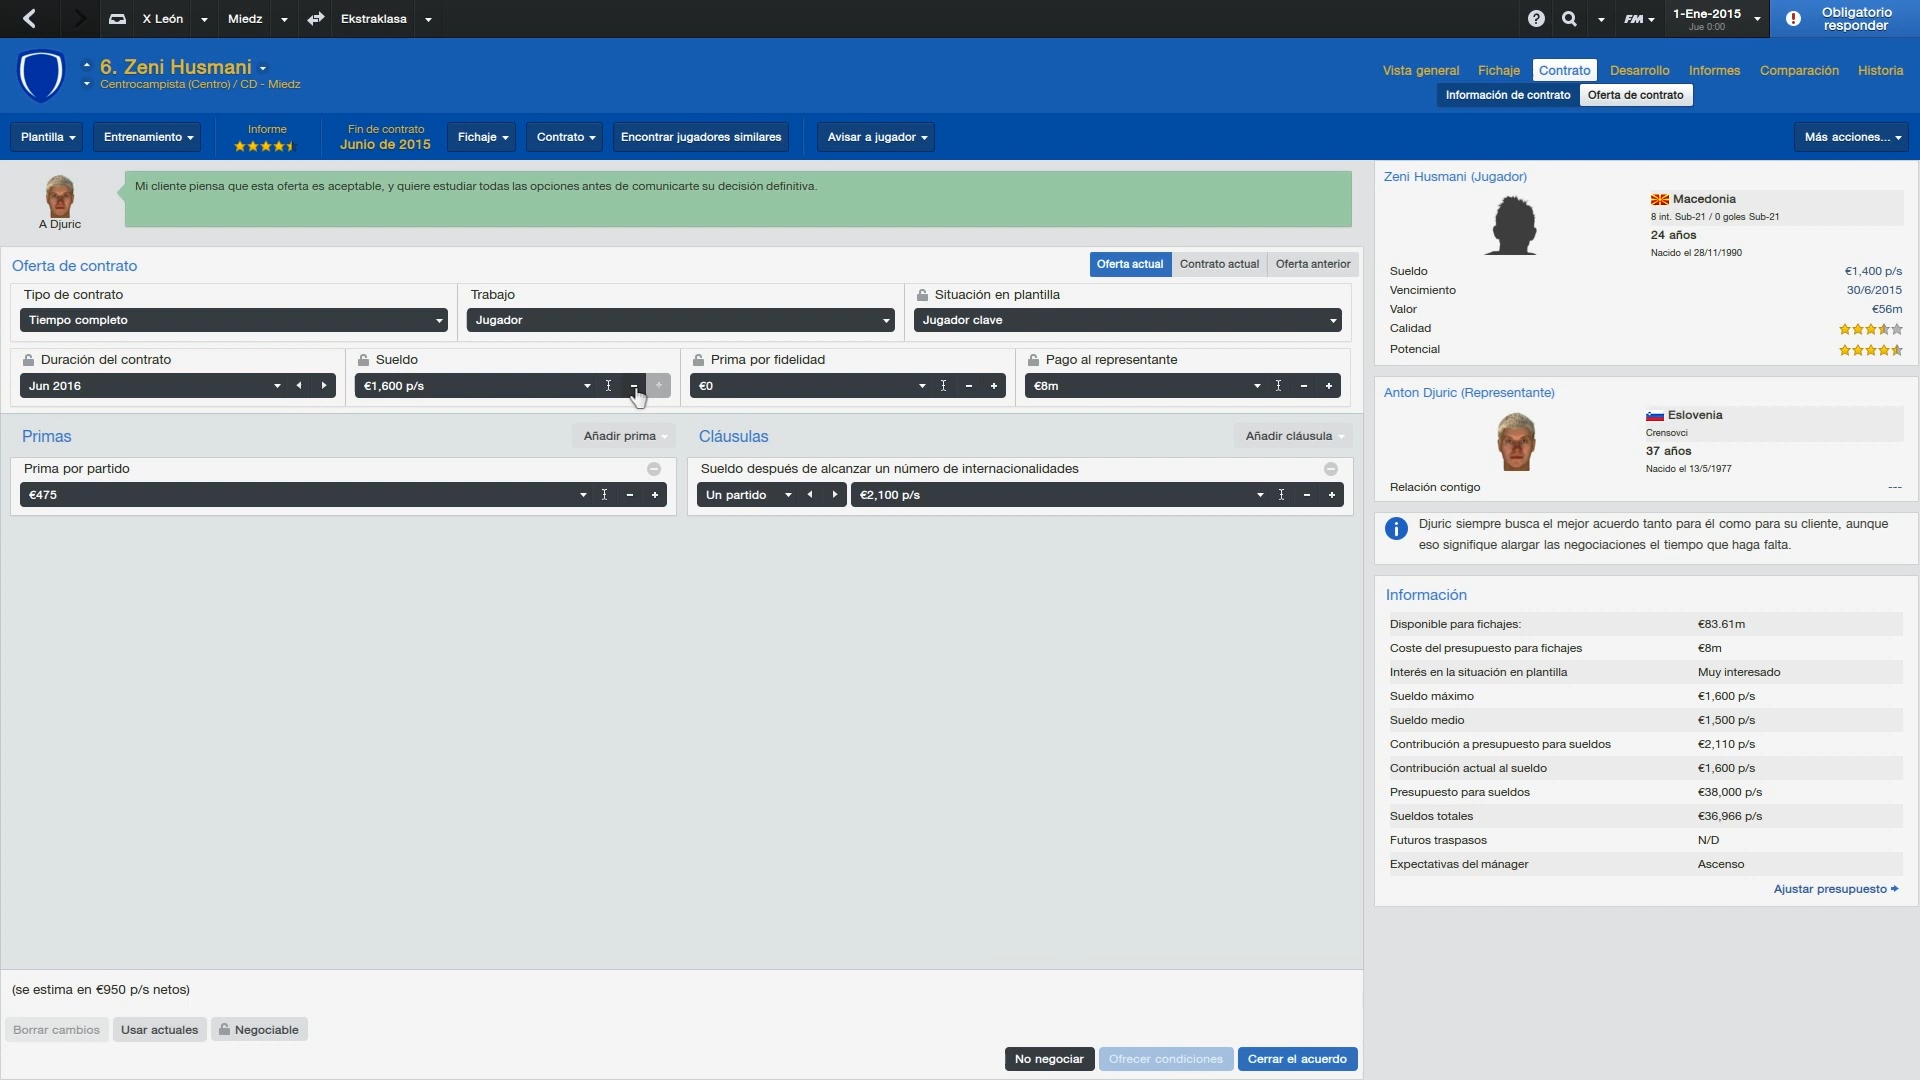 X León
Miedz
Ekstraklasa
FM
1-Ene-2015
Jue 0:00
Obligatorio
responder
6. Zeni Husmani
Centrocampista (Centro) / CD - Miedz
Vista general
Fichaje
Contrato
Desarrollo
Informes
Comparación
Historia
Información de contrato
Oferta de contrato
Plantilla
Entrenamiento
Informe
Fin de contrato
Junio de 2015
Fichaje
Contrato
Encontrar jugadores similares
Avisar a jugador
Más acciones...
Mi cliente piensa que esta oferta es aceptable, y quiere estudiar todas las opciones antes de comunicarte su decisión definitiva.
A Djuric
Oferta de contrato
Oferta actual
Contrato actual
Oferta anterior
Tipo de contrato
Trabajo
Situación en plantilla
Tiempo completo
Jugador
Jugador clave
Duración del contrato
Sueldo
Prima por fidelidad
Pago al representante
Jun 2016
€1,600 p/s
€0
€8m
Primas
Añadir prima
Cláusulas
Añadir cláusula
Prima por partido
Sueldo después de alcanzar un número de internacionalidades
€475
Un partido
€2,100 p/s
(se estima en €950 p/s netos)
Borrar cambios
Usar actuales
Negociable
No negociar
Ofrecer condiciones
Cerrar el acuerdo
Zeni Husmani (Jugador)
Macedonia
8 int. Sub-21 / 0 goles Sub-21
24 años
Nacido el 28/11/1990
Sueldo €1,400 p/s
Vencimiento 30/6/2015
Valor €56m
Calidad
Potencial
Anton Djuric (Representante)
Eslovenia
Crensovci
37 años
Nacido el 13/5/1977
Relación contigo ---
Djuric siempre busca el mejor acuerdo tanto para él como para su cliente, aunque
eso signifique alargar las negociaciones el tiempo que haga falta.
Información
Disponible para fichajes: €83.61m
Coste del presupuesto para fichajes €8m
Interés en la situación en plantilla Muy interesado
Sueldo máximo €1,600 p/s
Sueldo medio €1,500 p/s
Contribución a presupuesto para sueldos €2,110 p/s
Contribución actual al sueldo €1,600 p/s
Presupuesto para sueldos €38,000 p/s
Sueldos totales €36,966 p/s
Futuros traspasos N/D
Expectativas del mánager Ascenso
Ajustar presupuesto